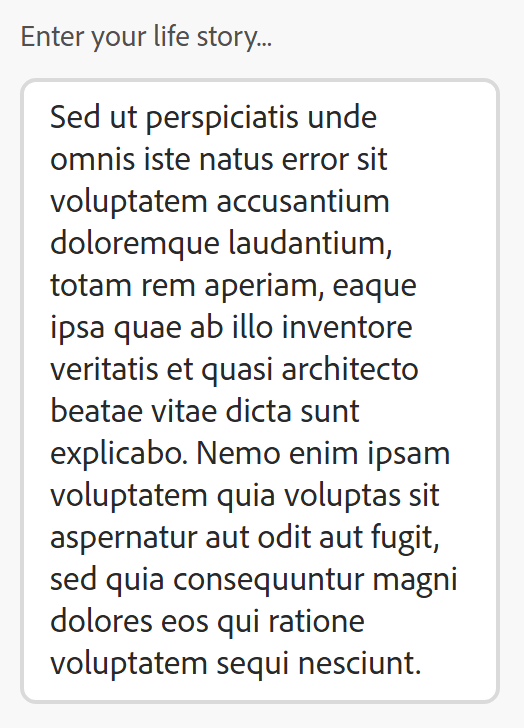 Enter your life story...
Sed ut perspiciatis unde
omnis iste natus error sit
voluptatem accusantium
doloremque laudantium,
totam rem aperiam, eaque
ipsa quae ab illo inventore
veritatis et quasi architecto
beatae vitae dicta sunt
explicabo. Nemo enim ipsam
voluptatem quia voluptas sit
aspernatur aut odit aut fugit,
sed quia consequuntur magni
dolores eos qui ratione
voluptatem sequi nesciunt.